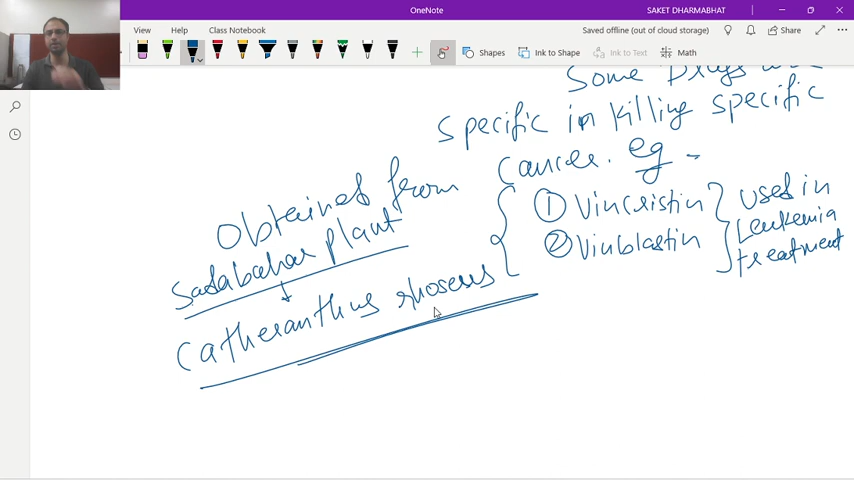 OneNote
SAKET DHARMABHAT
View Help Class Notebook
Saved offline (out of cloud storage)
Share
Shapes
Ink to Shape
Ink to Text
Math
Some Drugs are
specific in killing specific
cancer. eg -
Obtained from
Sadabahar plant
Catheranthus rhoseus
① Vincristin
② Vinblastin
used in
Leukemia
treatment